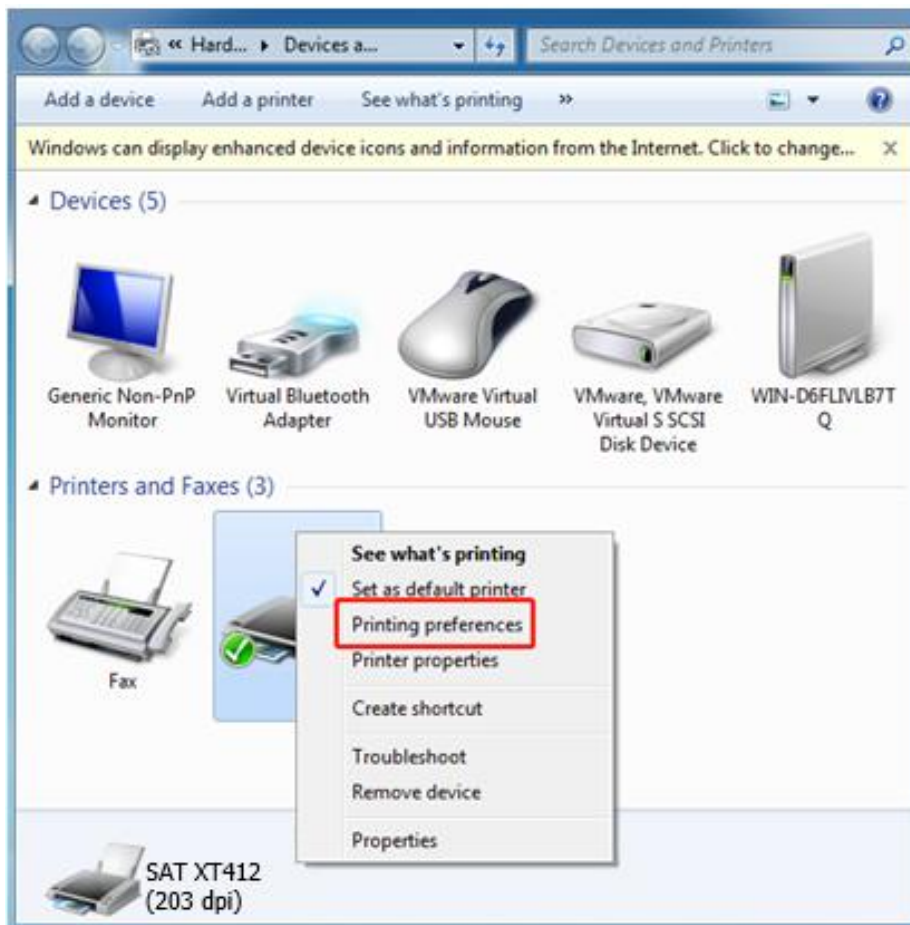 « Hard... ▸ Devices a...
Search Devices and Printers
Add a device Add a printer See what's printing »
Windows can display enhanced device icons and information from the Internet. Click to change...
Devices (5)
Generic Non-PnP
Monitor
Virtual Bluetooth
Adapter
VMware Virtual
USB Mouse
VMware, VMware
Virtual S SCSI
Disk Device
WIN-D6FLIVLB7T
Q
Printers and Faxes (3)
Fax
See what's printing
Set as default printer
Printing preferences
Printer properties
Create shortcut
Troubleshoot
Remove device
Properties
SAT XT412
(203 dpi)